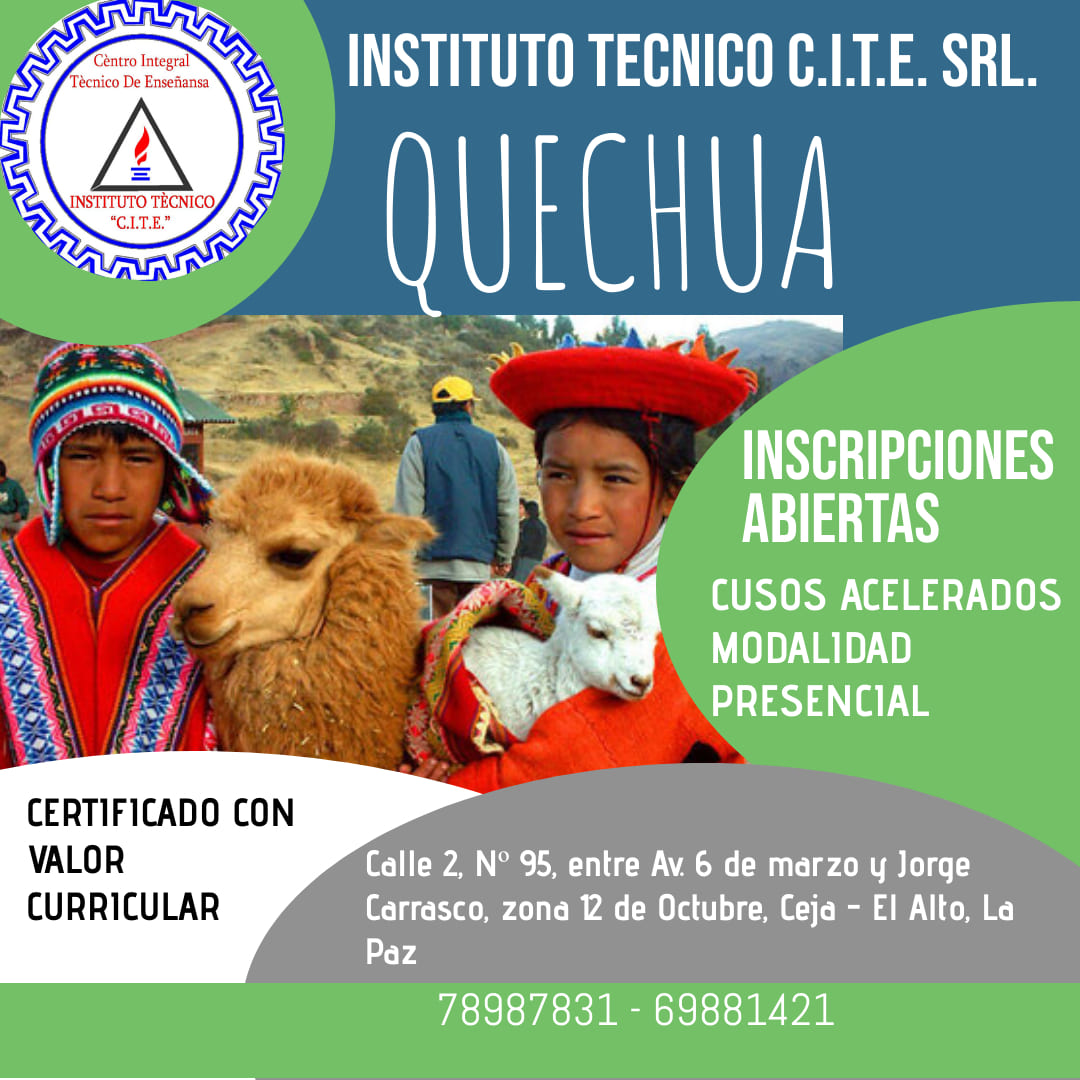 Cèntro Integral
Tècnico De Enseñansa
INSTITUTO TÈCNICO
“C.I.T.E.”
INSTITUTO TECNICO C.I.T.E. SRL.
QUECHUA
INSCRIPCIONES
ABIERTAS
CUSOS ACELERADOS
MODALIDAD
PRESENCIAL
CERTIFICADO CON
VALOR
CURRICULAR
Calle 2, Nº 95, entre Av. 6 de marzo y Jorge
Carrasco, zona 12 de Octubre, Ceja - El Alto, La
Paz
78987831 - 69881421